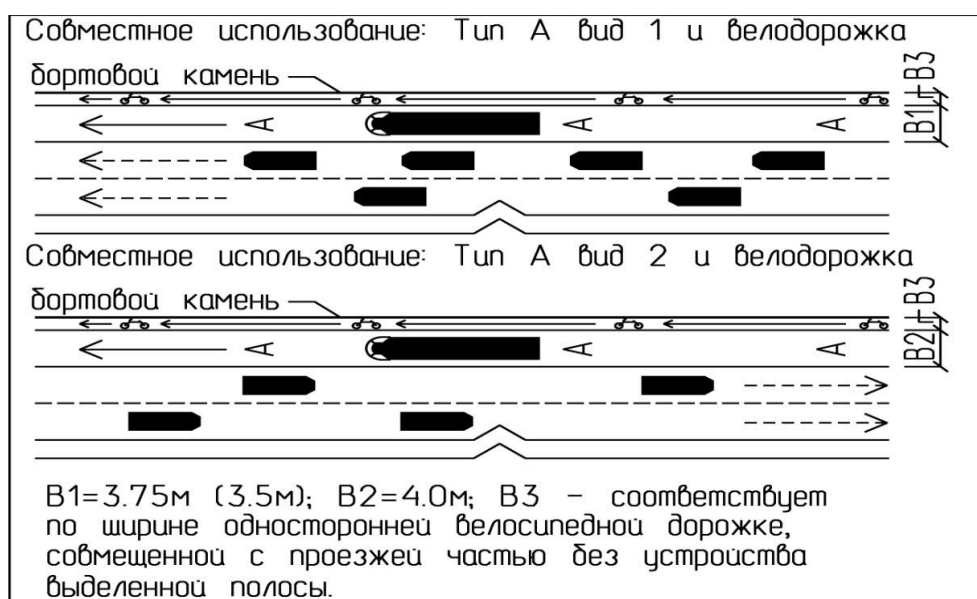 Совместное использование: Тип А вид 1 и велодорожка
бортовой камень
В3
В1
А А А
Совместное использование: Тип А вид 2 и велодорожка
бортовой камень
В3
В2
А А А
В1=3.75м (3.5м); В2=4.0м; В3 - соответствует
по ширине односторонней велосипедной дорожке,
совмещенной с проезжей частью без устройства
выделенной полосы.